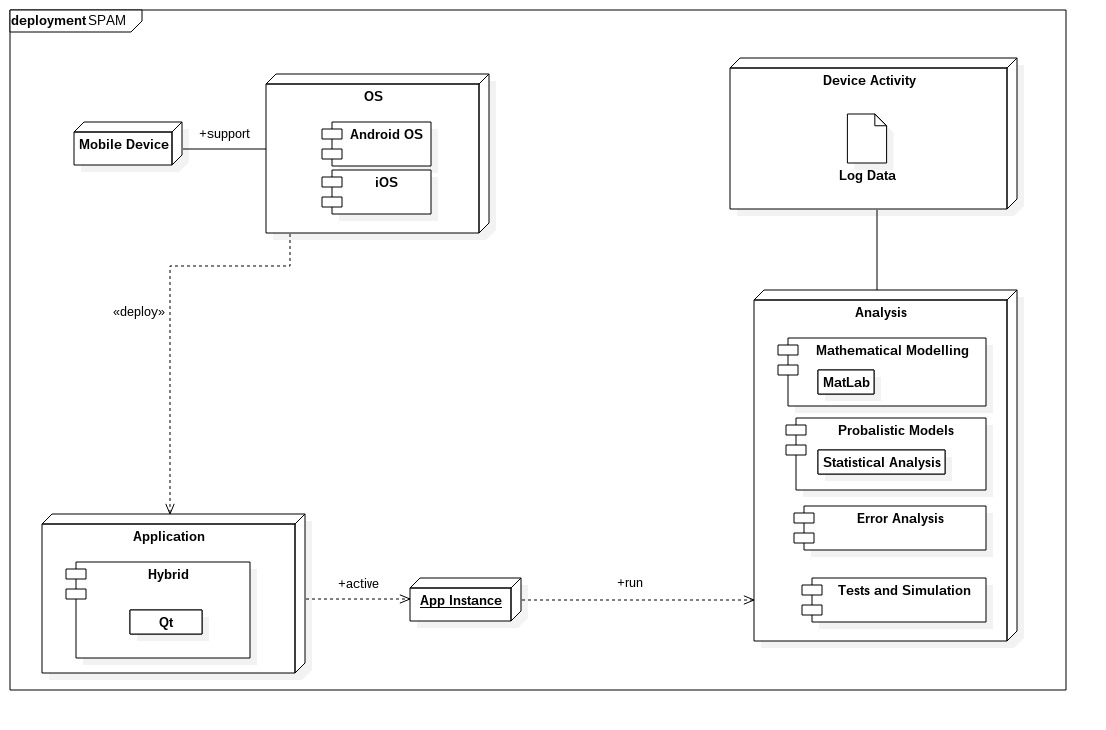 deployment SPAM
Mobile Device
+support
OS
Android OS
iOS
Device Activity
Log Data
«deploy»
Analysis
Mathematical Modelling
MatLab
Probalistic Models
Statistical Analysis
Error Analysis
Tests and Simulation
Application
Hybrid
Qt
+active
App Instance
+run